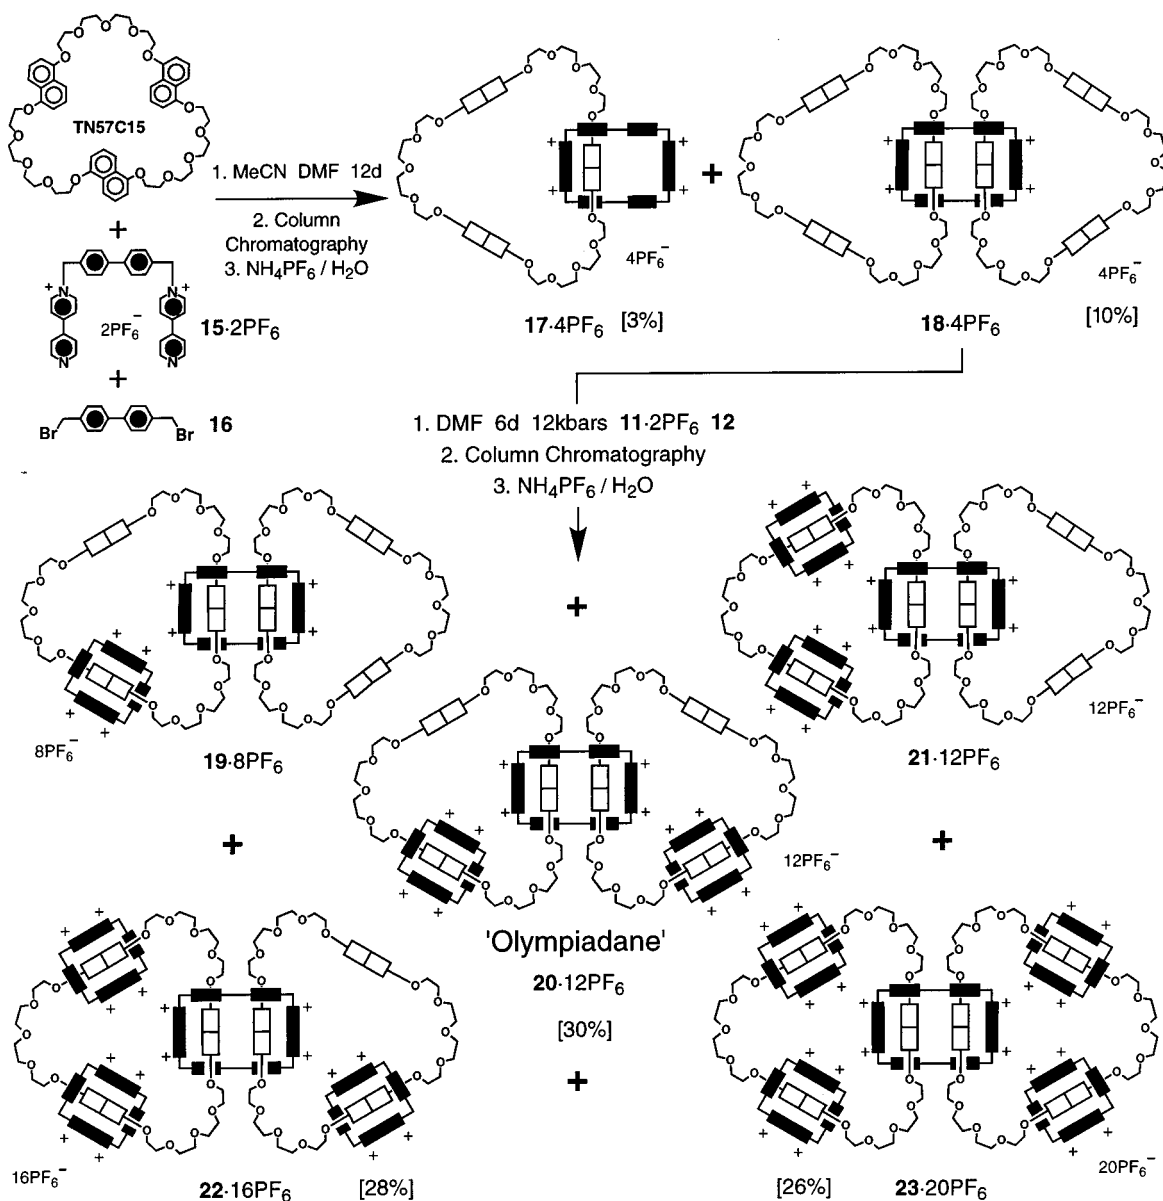 TN57C15
+
2PF6–
15·2PF6
+
Br
Br
16
1. MeCN DMF 12d
2. Column
Chromatography
3. NH4PF6 / H2O
4PF6–
17·4PF6 [3%]
+
4PF6–
18·4PF6
[10%]
1. DMF 6d 12kbars 11·2PF6 12
2. Column Chromatography
3. NH4PF6 / H2O
8PF6–
19·8PF6
+
12PF6–
21·12PF6
+
12PF6–
'Olympiadane'
20·12PF6
[30%]
+
+
16PF6–
22·16PF6 [28%]
[26%] 23·20PF6
20PF6–